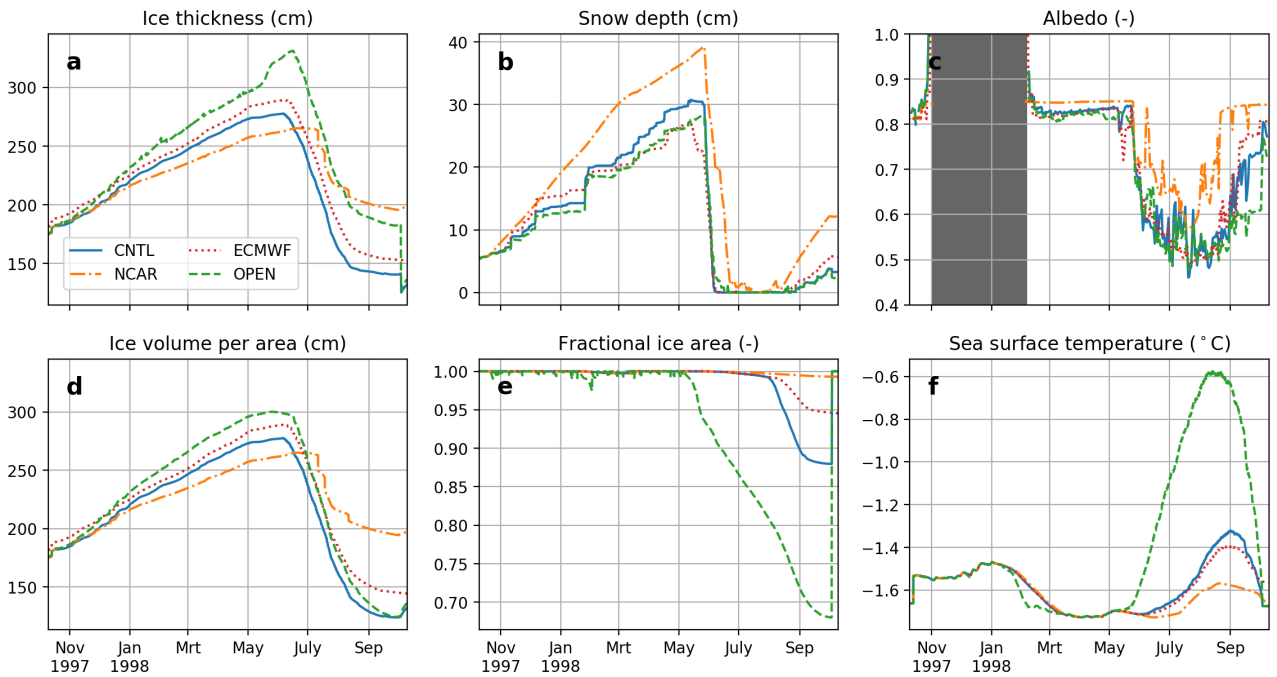 Ice thickness (cm)
a
300
250
200
150
CNTL
NCAR
ECMWF
OPEN
Snow depth (cm)
b
40
30
20
10
0
Albedo (-)
c
1.0
0.9
0.8
0.7
0.6
0.5
0.4
Ice volume per area (cm)
d
300
250
200
150
Nov Jan Mrt May July Sep
1997 1998
Fractional ice area (-)
e
1.00
0.95
0.90
0.85
0.80
0.75
0.70
Nov Jan Mrt May July Sep
1997 1998
Sea surface temperature (°C)
f
−0.6
−0.8
−1.0
−1.2
−1.4
−1.6
Nov Jan Mrt May July Sep
1997 1998